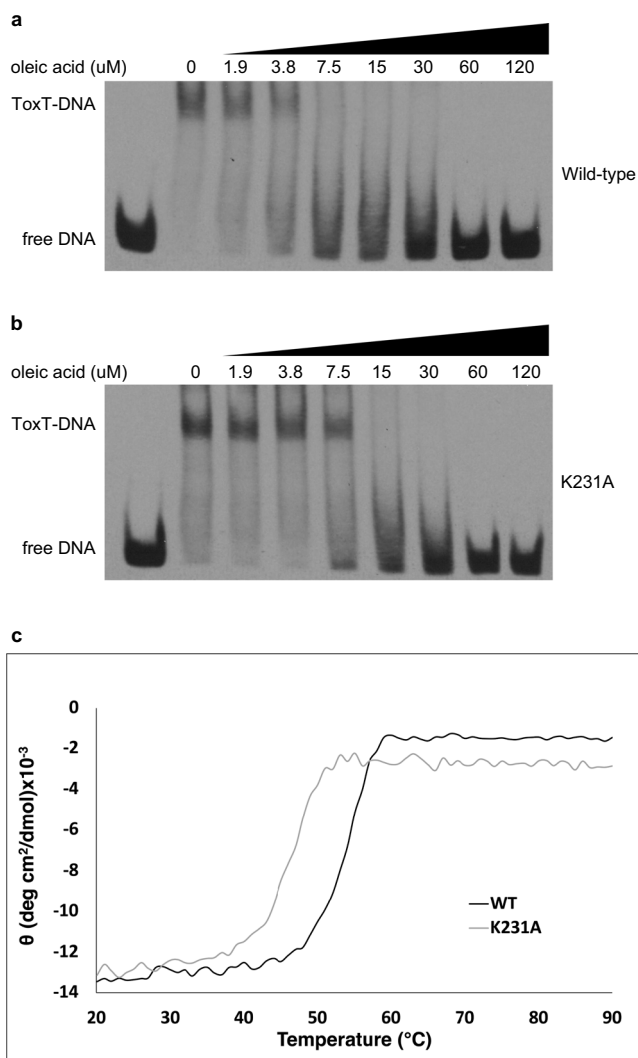 a
oleic acid (uM) 0 1.9 3.8 7.5 15 30 60 120
ToxT-DNA
Wild-type
free DNA
b
oleic acid (uM) 0 1.9 3.8 7.5 15 30 60 120
ToxT-DNA
K231A
free DNA
c
0
-2
-4
-6
-8
-10
-12
-14
θ (deg cm²/dmol)x10⁻³
WT
K231A
20 30 40 50 60 70 80 90
Temperature (°C)